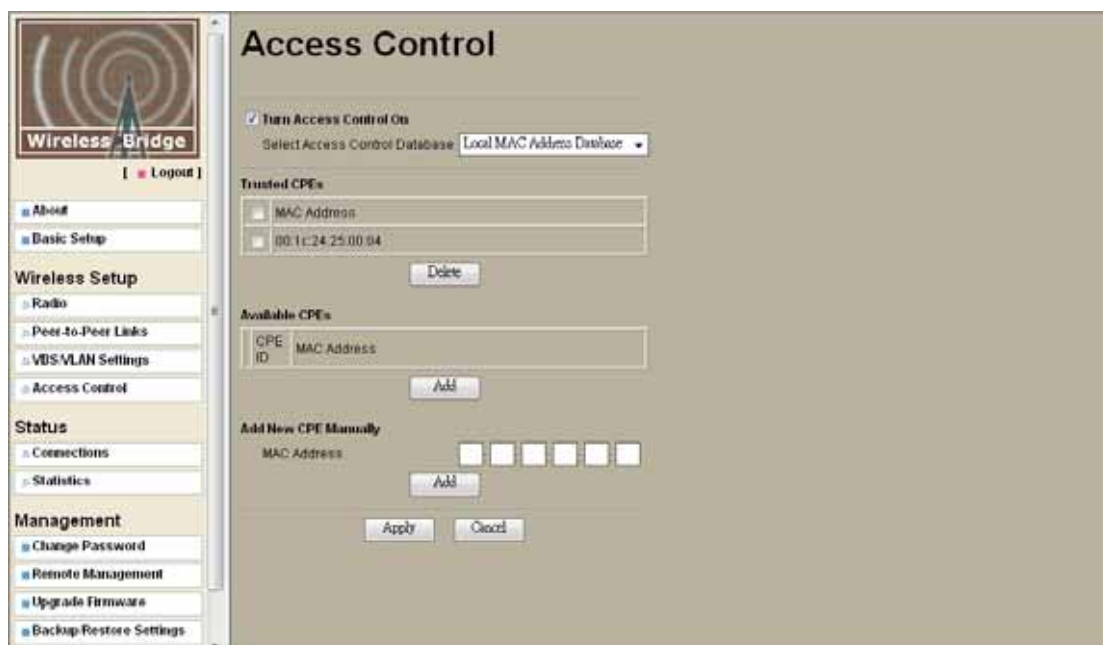 Wireless Bridge
[ Logout ]
About
Basic Setup
Wireless Setup
Radio
Peer-to-Peer Links
VBS/VLAN Settings
Access Control
Status
Connections
Statistics
Management
Change Password
Remote Management
Upgrade Firmware
Backup/Restore Settings
Access Control
Turn Access Control On
Select Access Control Database Local MAC Address Database
Trusted CPEs
MAC Address
00:1c:24:25:00:04
Delete
Available CPEs
CPE ID MAC Address
Add
Add New CPE Manually
MAC Address
Add
Apply Cancel